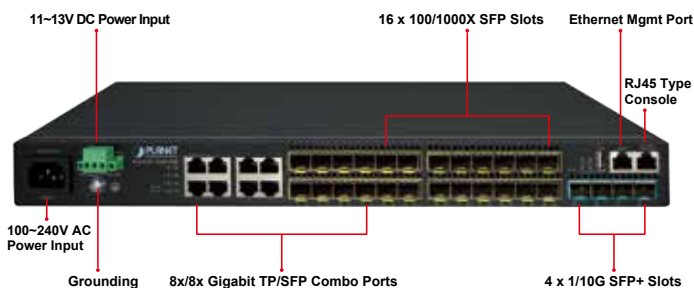 11~13V DC Power Input
16 x 100/1000X SFP Slots
Ethernet Mgmt Port
RJ45 Type
Console
PLANET
100~240V AC
Power Input
Grounding
8x/8x Gigabit TP/SFP Combo Ports
4 x 1/10G SFP+ Slots